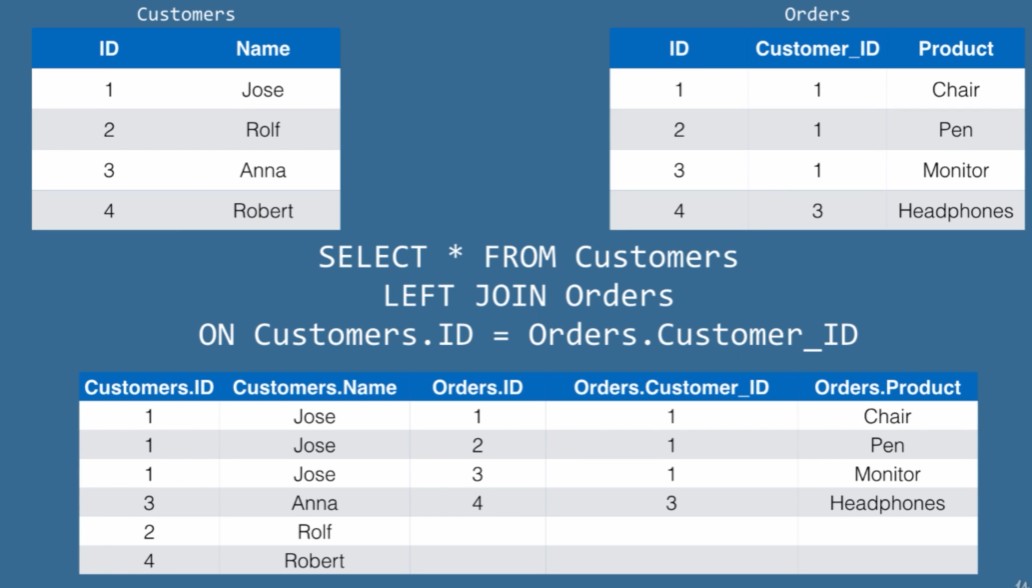 Customers Orders
ID Name ID Customer_ID Product
1 Jose 1 1 Chair
2 Rolf 2 1 Pen
3 Anna 3 1 Monitor
4 Robert 4 3 Headphones
SELECT * FROM Customers
LEFT JOIN Orders
ON Customers.ID = Orders.Customer_ID
Customers.ID Customers.Name Orders.ID Orders.Customer_ID Orders.Product
1 Jose 1 1 Chair
1 Jose 2 1 Pen
1 Jose 3 1 Monitor
3 Anna 4 3 Headphones
2 Rolf
4 Robert